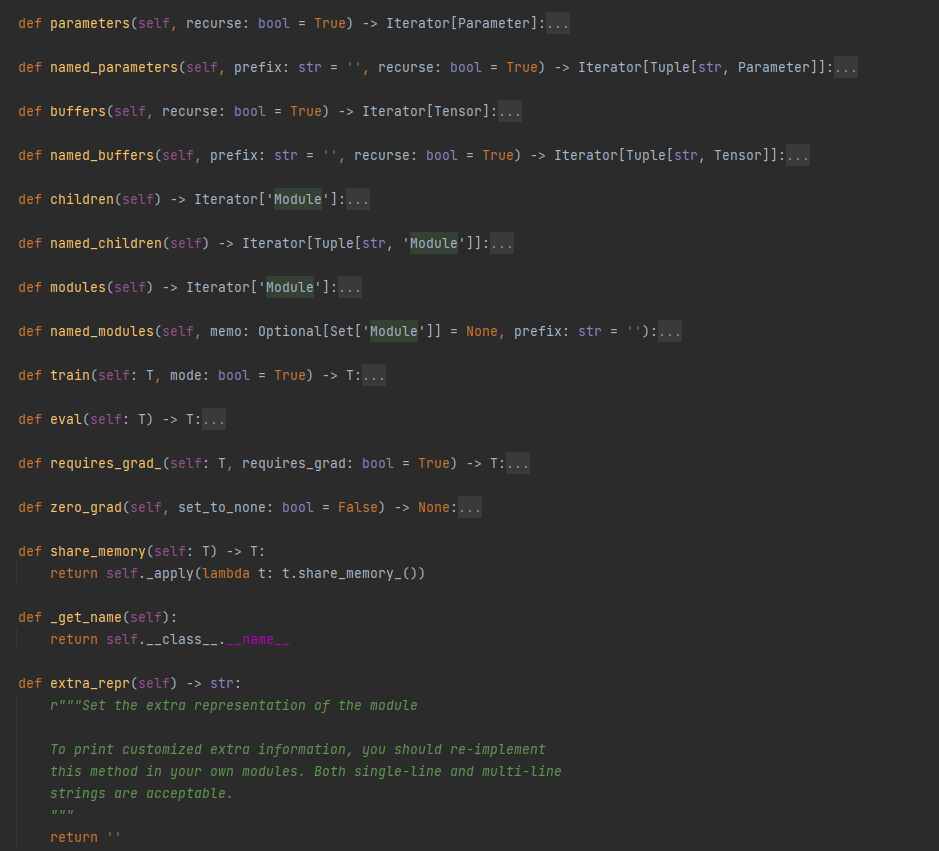 def parameters(self, recurse: bool = True) -> Iterator[Parameter]:...
def named_parameters(self, prefix: str = '', recurse: bool = True) -> Iterator[Tuple[str, Parameter]]:...
def buffers(self, recurse: bool = True) -> Iterator[Tensor]:...
def named_buffers(self, prefix: str = '', recurse: bool = True) -> Iterator[Tuple[str, Tensor]]:...
def children(self) -> Iterator['Module']:...
def named_children(self) -> Iterator[Tuple[str, 'Module']]:...
def modules(self) -> Iterator['Module']:...
def named_modules(self, memo: Optional[Set['Module']] = None, prefix: str = ''):...
def train(self: T, mode: bool = True) -> T:...
def eval(self: T) -> T:...
def requires_grad_(self: T, requires_grad: bool = True) -> T:...
def zero_grad(self, set_to_none: bool = False) -> None:...
def share_memory(self: T) -> T:
    return self._apply(lambda t: t.share_memory_())
def _get_name(self):
    return self.__class__.__name__
def extra_repr(self) -> str:
    r"""Set the extra representation of the module
    To print customized extra information, you should re-implement
    this method in your own modules. Both single-line and multi-line
    strings are acceptable.
    """
    return ''